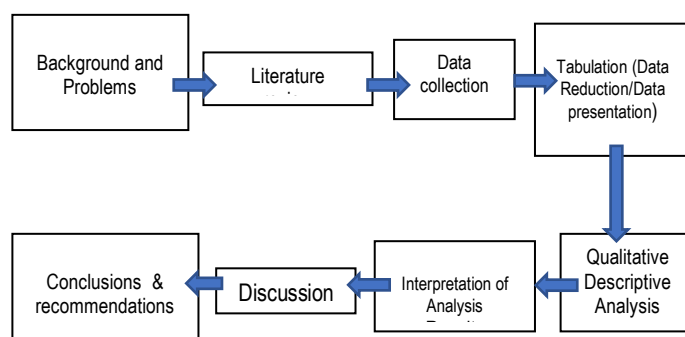 Background and
Problems
Literature
Data
collection
Tabulation (Data
Reduction/Data
presentation)
Qualitative
Descriptive
Analysis
Interpretation of
Analysis
Discussion
Conclusions &
recommendations